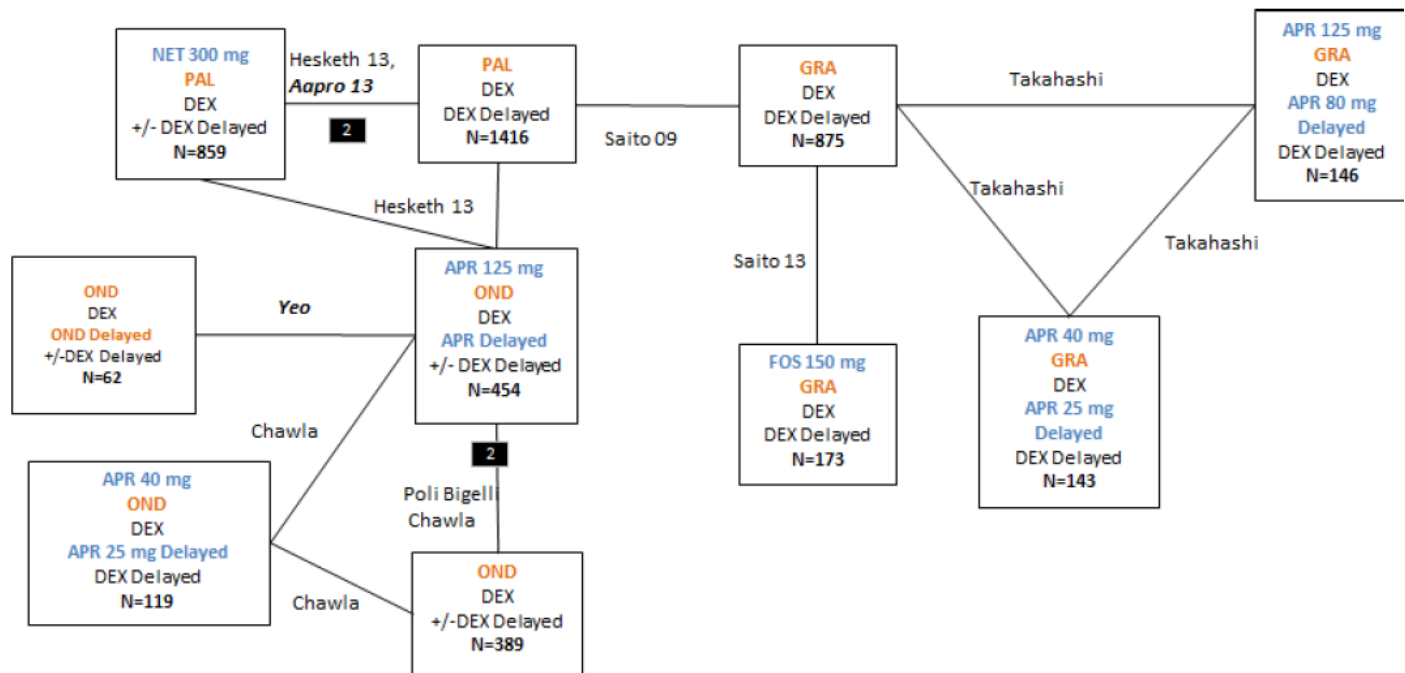 NET 300 mg
PAL
DEX
+/- DEX Delayed
N=859
Hesketh 13,
Aapro 13
2
PAL
DEX
DEX Delayed
N=1416
Saito 09
GRA
DEX
DEX Delayed
N=875
Takahashi
APR 125 mg
GRA
DEX
APR 80 mg
Delayed
DEX Delayed
N=146
Hesketh 13
Takahashi
Takahashi
Saito 13
OND
DEX
OND Delayed
+/-DEX Delayed
N=62
Yeo
APR 125 mg
OND
DEX
APR Delayed
+/- DEX Delayed
N=454
FOS 150 mg
GRA
DEX
DEX Delayed
N=173
APR 40 mg
GRA
DEX
APR 25 mg
Delayed
DEX Delayed
N=143
Chawla
2
Poli Bigelli
Chawla
APR 40 mg
OND
DEX
APR 25 mg Delayed
DEX Delayed
N=119
Chawla
OND
DEX
+/-DEX Delayed
N=389